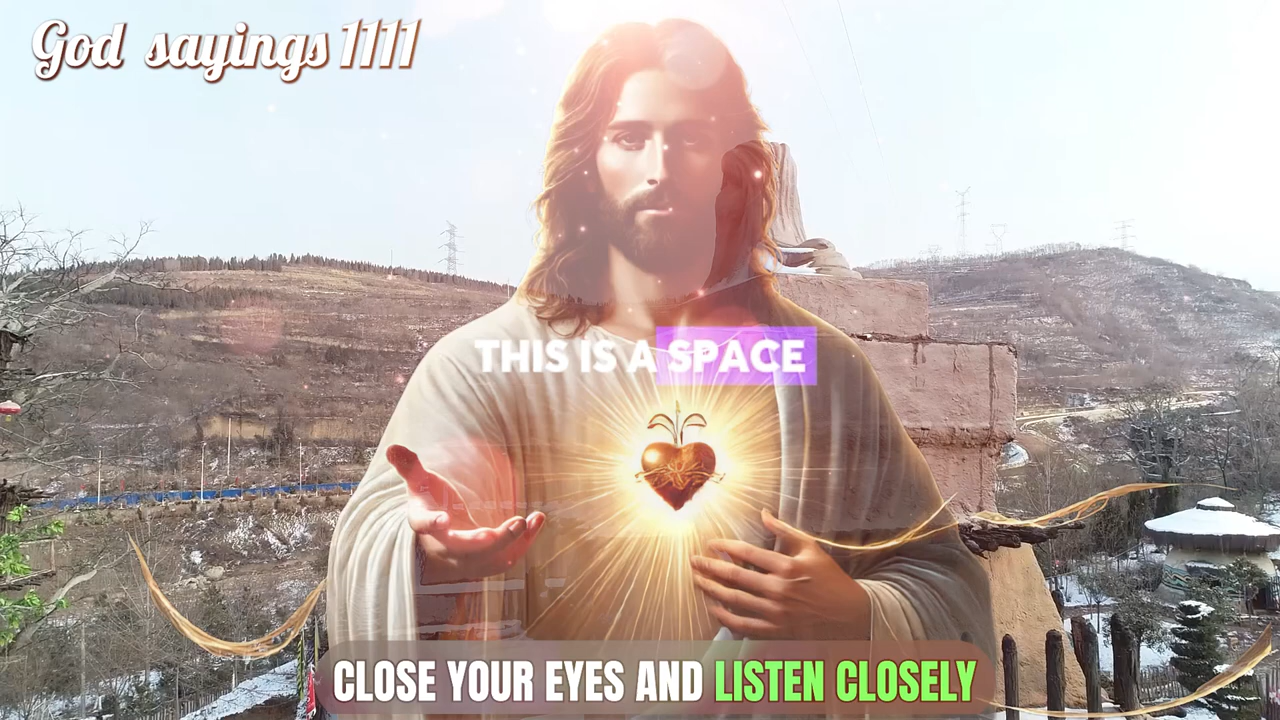 God sayings 1111
THIS IS A SPACE
CLOSE YOUR EYES AND LISTEN CLOSELY